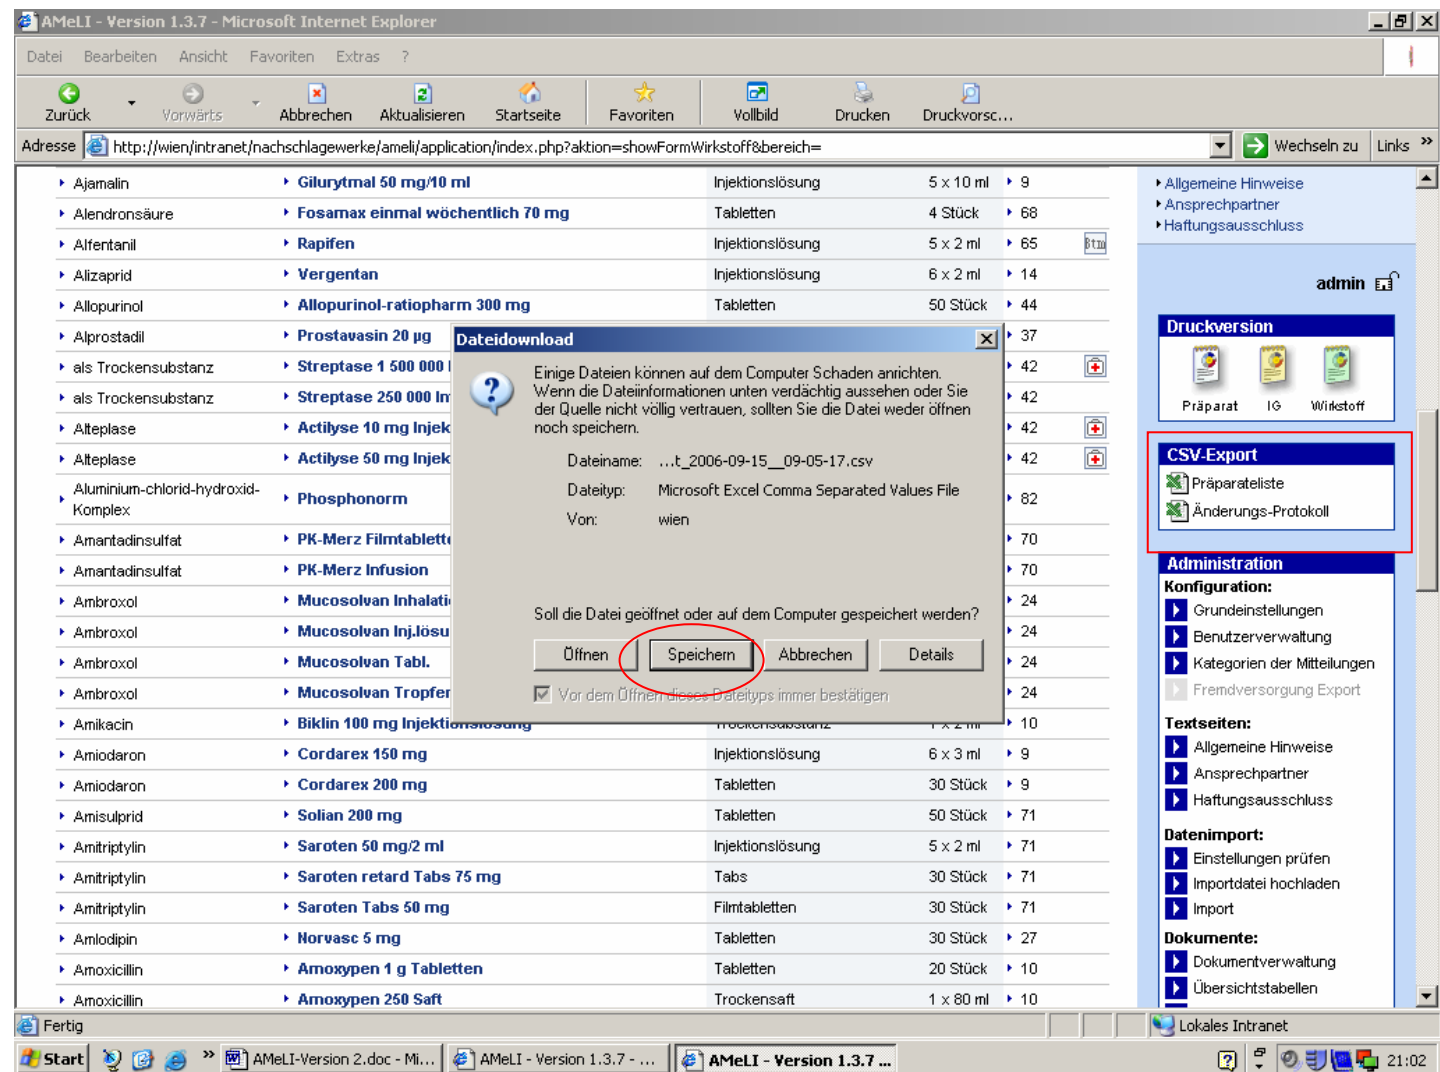 AMeLI - Version 1.3.7 - Microsoft Internet Explorer
Datei Bearbeiten Ansicht Favoriten Extras ?
Zurück Vorwärts Abbrechen Aktualisieren Startseite Favoriten Vollbild Drucken Druckvorsc...
Adresse http://wien/intranet/nachschlagewerke/ameli/application/index.php?aktion=showFormWirkstoff&bereich= Wechseln zu Links »
Ajamalin Gilurytmal 50 mg/10 ml Injektionslösung 5 x 10 ml 9
Alendronsäure Fosamax einmal wöchentlich 70 mg Tabletten 4 Stück 68
Alfentanil Rapifen Injektionslösung 5 x 2 ml 65 Btm
Alizaprid Vergentan Injektionslösung 6 x 2 ml 14
Allopurinol Allopurinol-ratiopharm 300 mg Tabletten 50 Stück 44
Alprostadil Prostavasin 20 µg 37
als Trockensubstanz Streptase 1 500 000 42
als Trockensubstanz Streptase 250 000 In 42
Alteplase Actilyse 10 mg Injek 42
Alteplase Actilyse 50 mg Injek 42
Aluminium-chlorid-hydroxid-
Komplex Phosphonorm 82
Amantadinsulfat PK-Merz Filmtablette 70
Amantadinsulfat PK-Merz Infusion 70
Ambroxol Mucosolvan Inhalati 24
Ambroxol Mucosolvan Inj.lösu 24
Ambroxol Mucosolvan Tabl. 24
Ambroxol Mucosolvan Tropfen 24
Amikacin Biklin 100 mg Injektionslösung Trockensubstanz 1 x 2 ml 10
Amiodaron Cordarex 150 mg Injektionslösung 6 x 3 ml 9
Amiodaron Cordarex 200 mg Tabletten 30 Stück 9
Amisulprid Solian 200 mg Tabletten 50 Stück 71
Amitriptylin Saroten 50 mg/2 ml Injektionslösung 5 x 2 ml 71
Amitriptylin Saroten retard Tabs 75 mg Tabs 30 Stück 71
Amitriptylin Saroten Tabs 50 mg Filmtabletten 30 Stück 71
Amlodipin Norvasc 5 mg Tabletten 30 Stück 27
Amoxicillin Amoxypen 1 g Tabletten Tabletten 20 Stück 10
Amoxicillin Amoxypen 250 Saft Trockensaft 1 x 80 ml 10
Dateidownload
Einige Dateien können auf dem Computer Schaden anrichten.
Wenn die Dateiinformationen unten verdächtig aussehen oder Sie
der Quelle nicht völlig vertrauen, sollten Sie die Datei weder öffnen
noch speichern.
Dateiname: ...t_2006-09-15__09-05-17.csv
Dateityp: Microsoft Excel Comma Separated Values File
Von: wien
Soll die Datei geöffnet oder auf dem Computer gespeichert werden?
Öffnen Speichern Abbrechen Details
Vor dem Öffnen dieses Dateityps immer bestätigen
Allgemeine Hinweise
Ansprechpartner
Haftungsausschluss
admin
Druckversion
Präparat IG Wirkstoff
CSV-Export
Präparateliste
Änderungs-Protokoll
Administration
Konfiguration:
Grundeinstellungen
Benutzerverwaltung
Kategorien der Mitteilungen
Fremdversorgung Export
Textseiten:
Allgemeine Hinweise
Ansprechpartner
Haftungsausschluss
Datenimport:
Einstellungen prüfen
Importdatei hochladen
Import
Dokumente:
Dokumentverwaltung
Übersichtstabellen
Fertig Lokales Intranet
Start » AMeLI-Version 2.doc - Mi... AMeLI - Version 1.3.7 - ... AMeLI - Version 1.3.7 ... 21:02